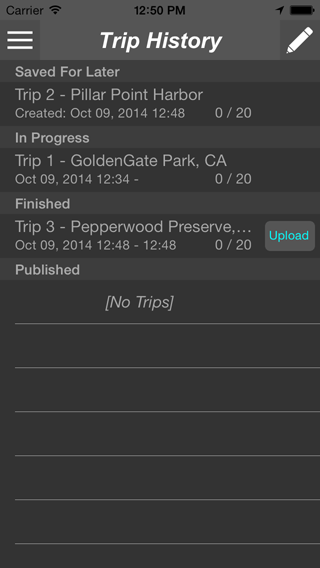 Carrier 12:50 PM
Trip History
Saved For Later
Trip 2 - Pillar Point Harbor
Created: Oct 09, 2014 12:48 0 / 20
In Progress
Trip 1 - GoldenGate Park, CA
Oct 09, 2014 12:34 - 0 / 20
Finished
Trip 3 - Pepperwood Preserve,...
Oct 09, 2014 12:48 - 12:48 0 / 20
Upload
Published
[No Trips]